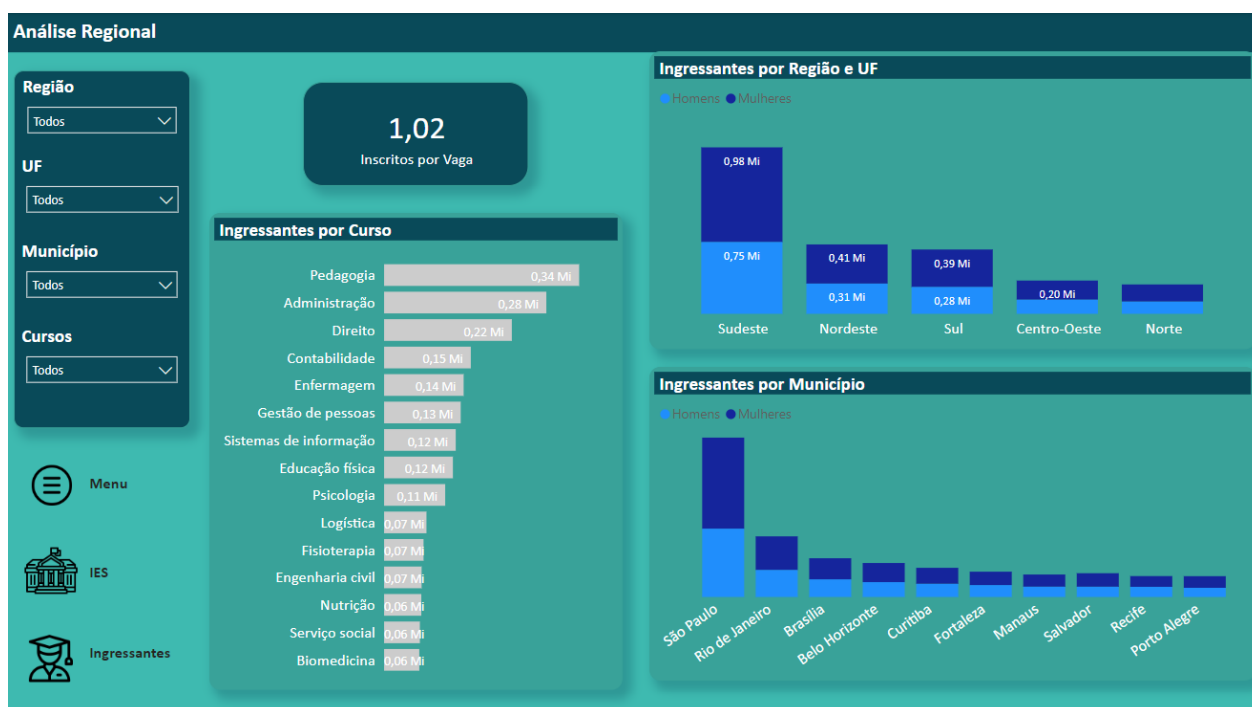 Análise Regional
Região
Todos
UF
Todos
Município
Todos
Cursos
Todos
Menu
IES
Ingressantes
1,02
Inscritos por Vaga
Ingressantes por Curso
Pedagogia 0,34 Mi
Administração 0,28 Mi
Direito 0,22 Mi
Contabilidade 0,15 Mi
Enfermagem 0,14 Mi
Gestão de pessoas 0,13 Mi
Sistemas de informação 0,12 Mi
Educação física 0,12 Mi
Psicologia 0,11 Mi
Logística 0,07 Mi
Fisioterapia 0,07 Mi
Engenharia civil 0,07 Mi
Nutrição 0,06 Mi
Serviço social 0,06 Mi
Biomedicina 0,06 Mi
Ingressantes por Região e UF
Homens Mulheres
0,98 Mi
0,75 Mi 0,41 Mi 0,39 Mi
0,31 Mi 0,28 Mi 0,20 Mi
Sudeste Nordeste Sul Centro-Oeste Norte
Ingressantes por Município
Homens Mulheres
São Paulo Rio de Janeiro Brasília Belo Horizonte Curitiba Fortaleza Manaus Salvador Recife Porto Alegre